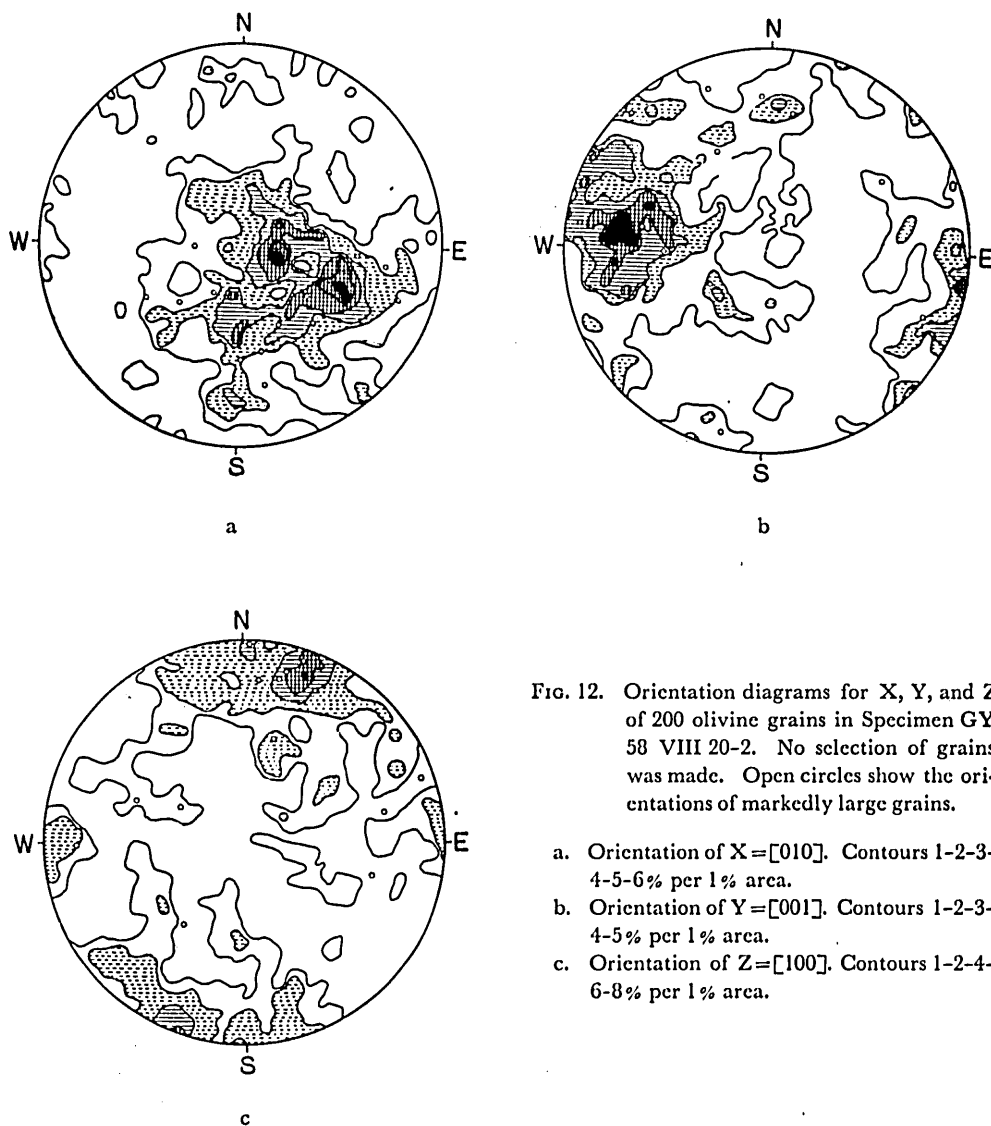 N
W
E
S
a
N
W
E
S
b
N
W
E
S
c
FIG. 12. Orientation diagrams for X, Y, and Z
of 200 olivine grains in Specimen GY
58 VIII 20-2. No selection of grains
was made. Open circles show the ori-
entations of markedly large grains.
a. Orientation of X=[010]. Contours 1-2-3-
4-5-6% per 1% area.
b. Orientation of Y=[001]. Contours 1-2-3-
4-5% per 1% area.
c. Orientation of Z=[100]. Contours 1-2-4-
6-8% per 1% area.